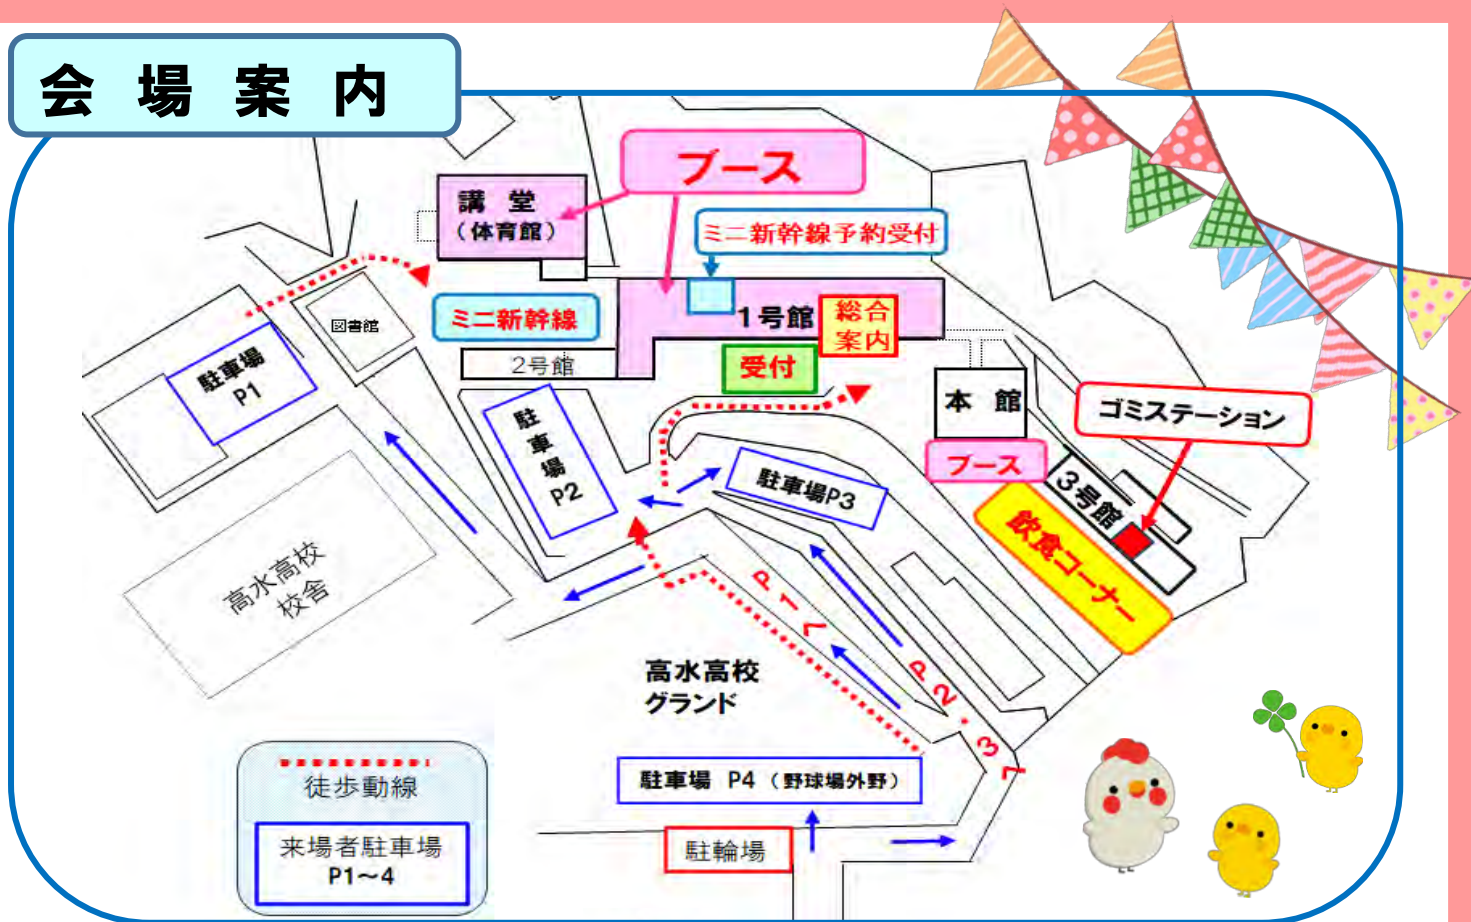 会場案内
ブース
講堂
（体育館）
ミニ新幹線予約受付
ミニ新幹線
1号館
総合
案内
図書館
2号館
受付
駐車場
P1
駐車場
P2
本館
ゴミステーション
ブース
3号館
駐車場P3
飲食コーナー
高水高校
校舎
P1へ
P2・3へ
高水高校
グランド
駐車場 P4（野球場外野）
駐輪場
徒歩動線
来場者駐車場
P1～4